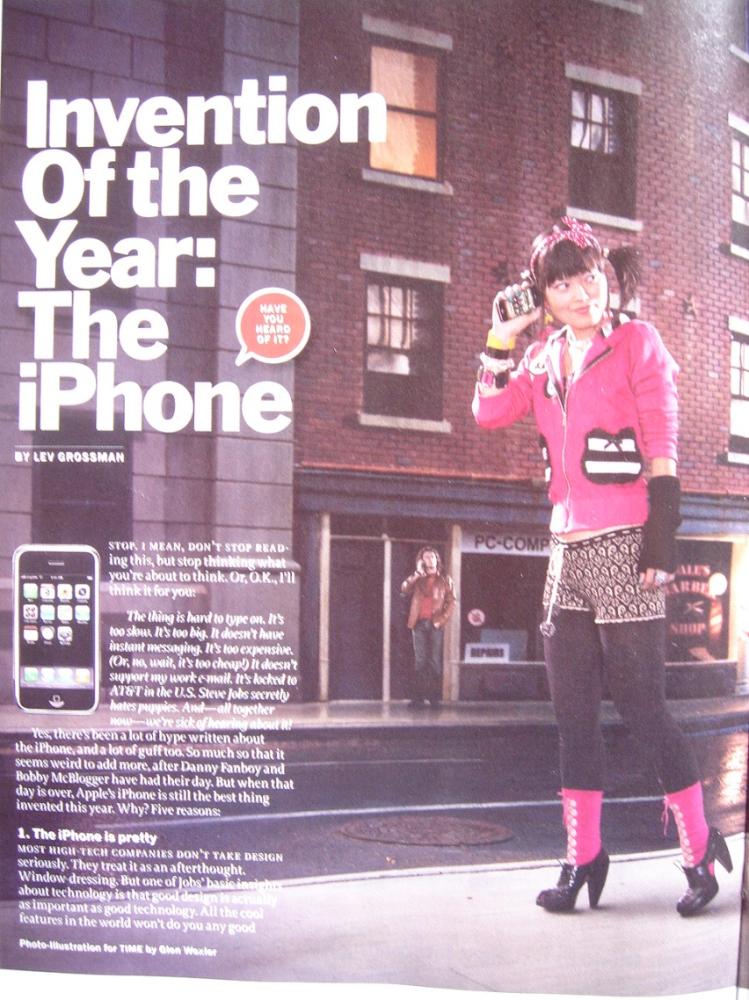 Invention
Of the
Year:
The
iPhone
HAVE
YOU
HEARD
OF IT?
BY LEV GROSSMAN
STOP. I MEAN, DON'T STOP READ-
ing this, but stop thinking what
you're about to think. Or, O.K., I'll
think it for you:
The thing is hard to type on. It's
too slow. It's too big. It doesn't have
instant messaging. It's too expensive.
(Or, no, wait, it's too cheap!) It doesn't
support my work e-mail. It's locked to
AT&T in the U.S. Steve Jobs secretly
hates puppies. And—all together
now—we're sick of hearing about it!
Yes, there's been a lot of hype written about
the iPhone, and a lot of guff too. So much so that it
seems weird to add more, after Danny Fanboy and
Bobby McBlogger have had their day. But when that
day is over, Apple's iPhone is still the best thing
invented this year. Why? Five reasons:
1. The iPhone is pretty
MOST HIGH-TECH COMPANIES DON'T TAKE DESIGN
seriously. They treat it as an afterthought.
Window-dressing. But one of Jobs' basic insights
about technology is that good design is actually
as important as good technology. All the cool
features in the world won't do you any good
Photo-Illustration for TIME by Glen Wexler
PC-COMP
REPAIRS
SHOP